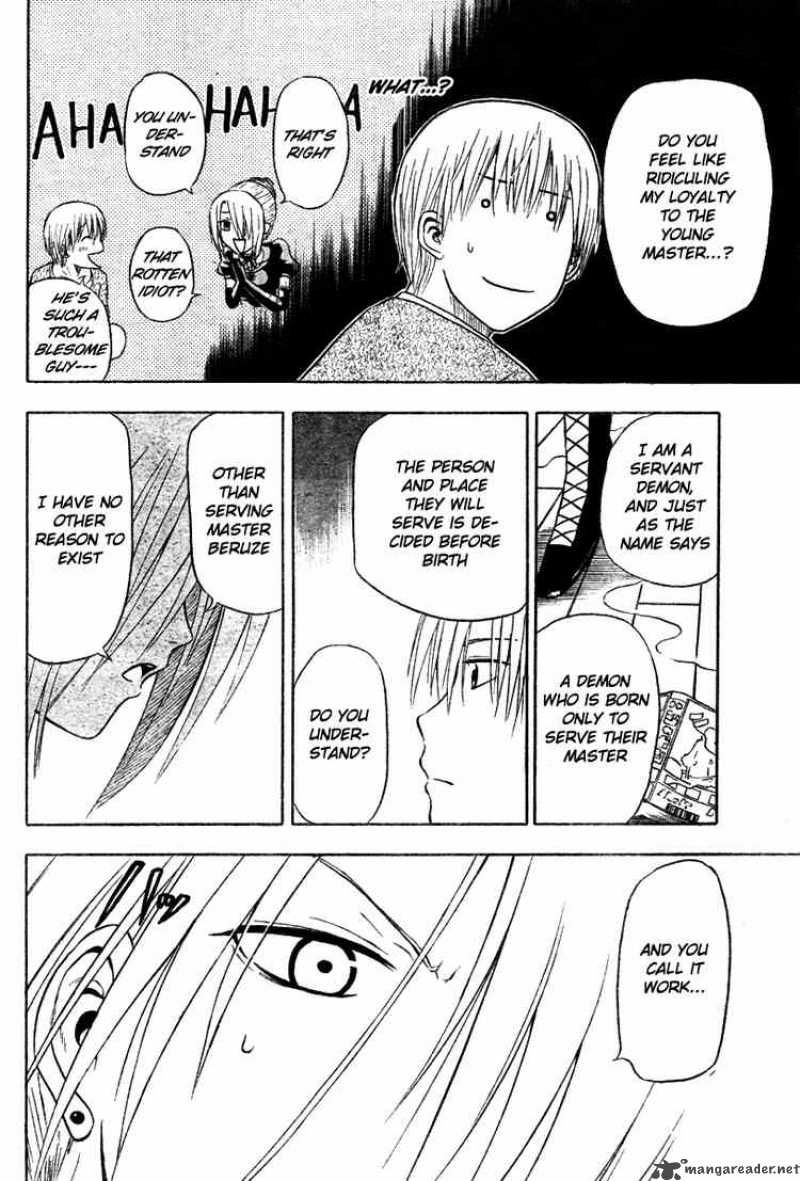 DO YOU
FEEL LIKE
RIDICULING
MY LOYALTY
TO THE
YOUNG
MASTER...?
WHAT...?
AHA HAHA A
THAT'S
RIGHT
YOU UN-
DER-
STAND
THAT
ROTTEN
IDIOT?
HE'S
SUCH A
TROU-
BLESOME
GUY---
I AM A
SERVANT
DEMON,
AND JUST
AS THE
NAME SAYS
A DEMON
WHO IS BORN
ONLY TO
SERVE THEIR
MASTER
THE PERSON
AND PLACE
THEY WILL
SERVE IS DE-
CIDED BEFORE
BIRTH
DO YOU
UNDER-
STAND?
OTHER
THAN
SERVING
MASTER
BERUZE
I HAVE NO
OTHER
REASON TO
EXIST
AND YOU
CALL IT
WORK...
mangareader.net